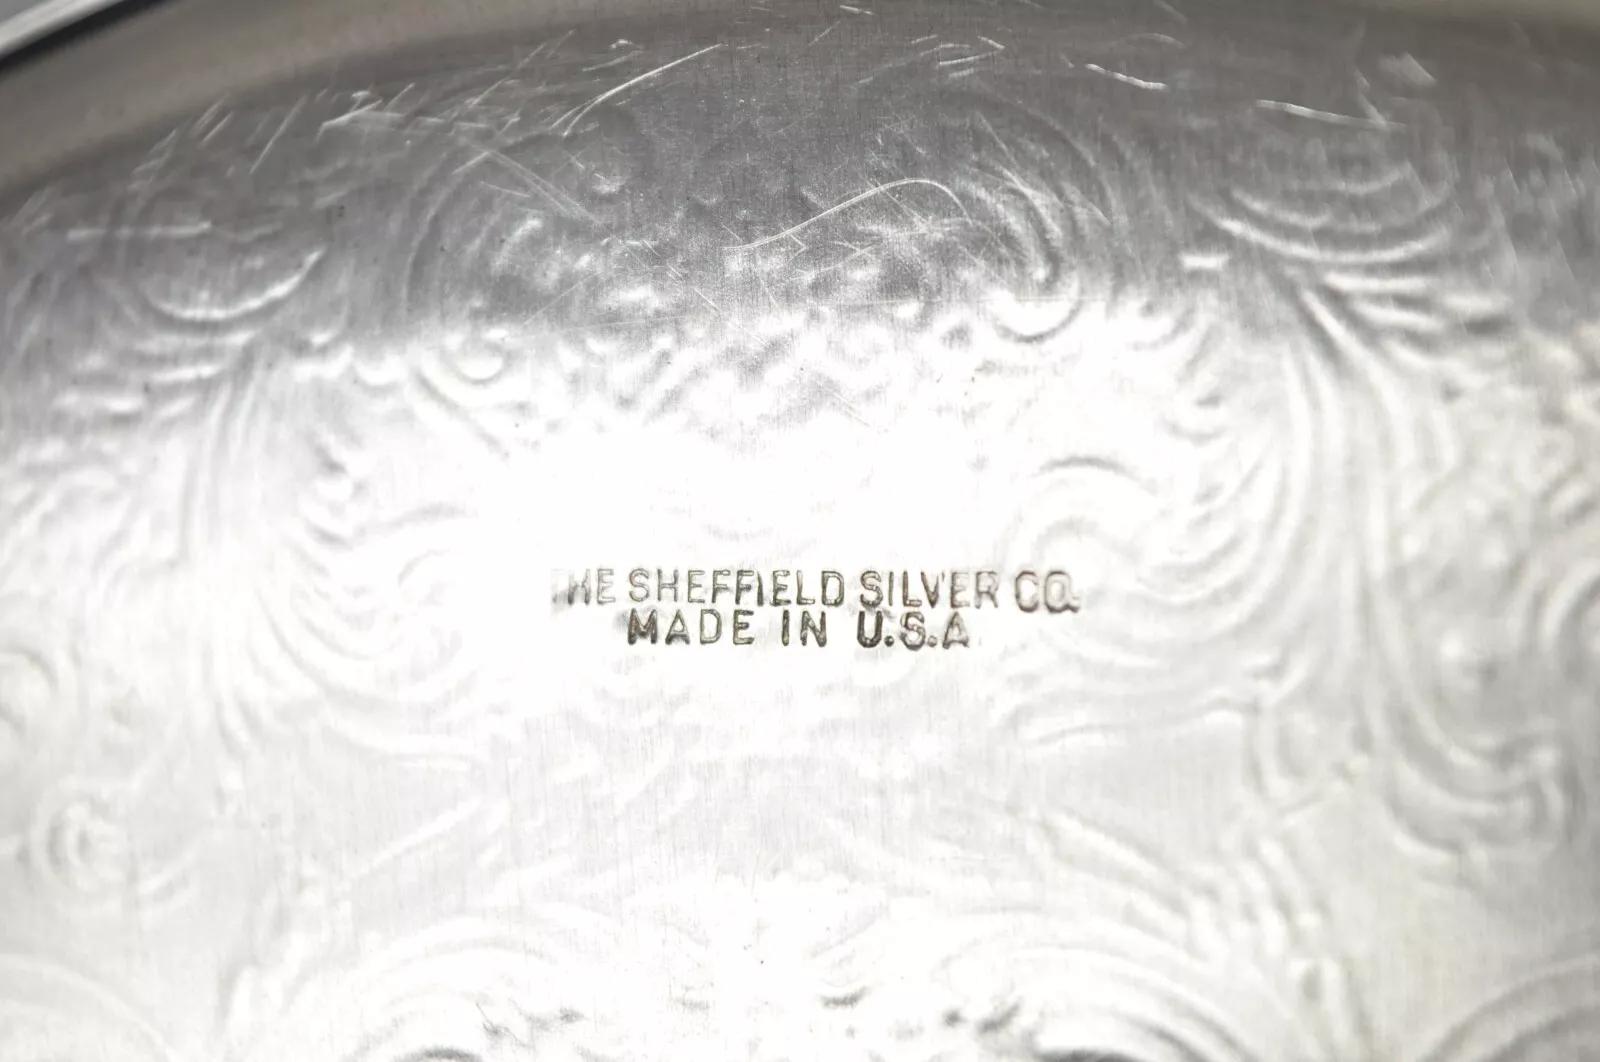 THE SHEFFIELD SILVER CO.
MADE IN U.S.A